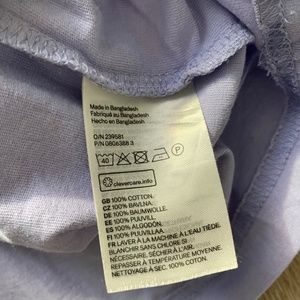 Made in Bangladesh
Fabriqué au Bangladesh
Hecho en Bangladesh
O/N 239581
P/N 0806388 3
40
P
clevercare.info
GB 100% COTTON.
CZ 100% BAVLNA.
DE 100% BAUMWOLLE.
EE 100% PUUVILL.
ES 100% ALGODÓN.
FI 100% PUUVILLAA.
FR LAVER À LA MACHINE À L'EAU TIÈDE.
BLANCHIR SANS CHLORE SI
NÉCESSAIRE. SÉCHER À L'AIR.
REPASSER À TEMPÉRATURE MOYENNE.
NETTOYAGE À SEC. 100% COTON.